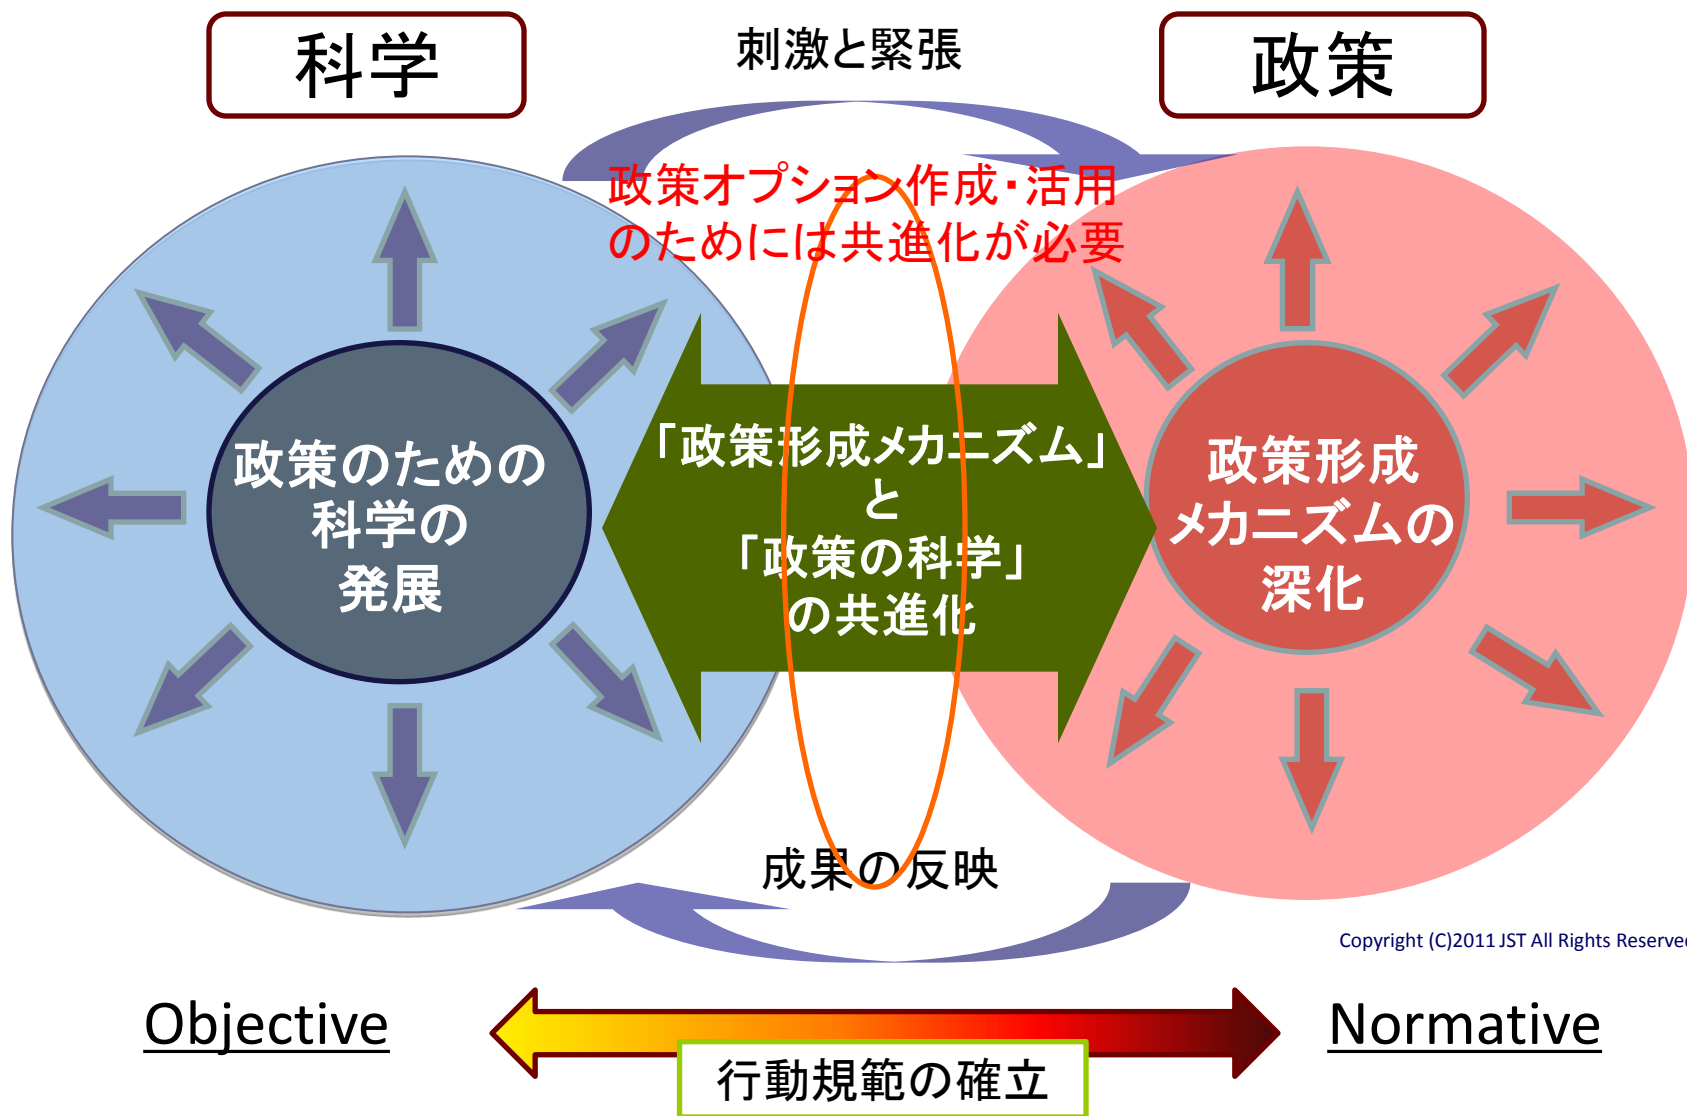 科学
刺激と緊張
政策
政策オプション作成・活用
のためには共進化が必要
政策のための
科学の
発展
「政策形成メカニズム」
と
「政策の科学」
の共進化
政策形成
メカニズムの
深化
成果の反映
Copyright (C)2011 JST All Rights Reserved
Objective
Normative
行動規範の確立